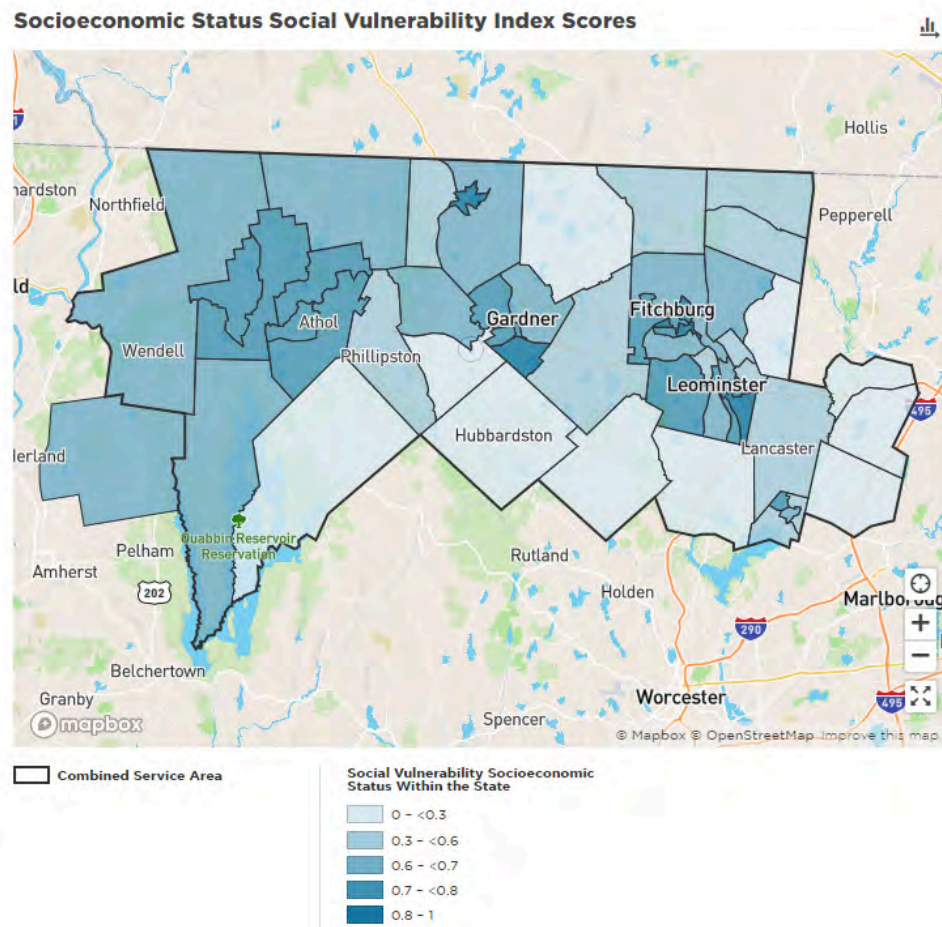 Socioeconomic Status Social Vulnerability Index Scores
Hollis
Northfield
Pepperell
ld
Fitchburg
Gardner
Athol
Wendell
Phillipston
Leominster
495
Hubbardston
Lancaster
Quabbin Reservoir
Reservation
Pelham
Rutland
Amherst
202
Holden
290
Belchertown
Worcester
Granby
495
Spencer
mapbox
© Mapbox © OpenStreetMap Improve this map
Combined Service Area
Social Vulnerability Socioeconomic
Status Within the State
0 - <0.3
0.3 - <0.6
0.6 - <0.7
0.7 - <0.8
0.8 - 1